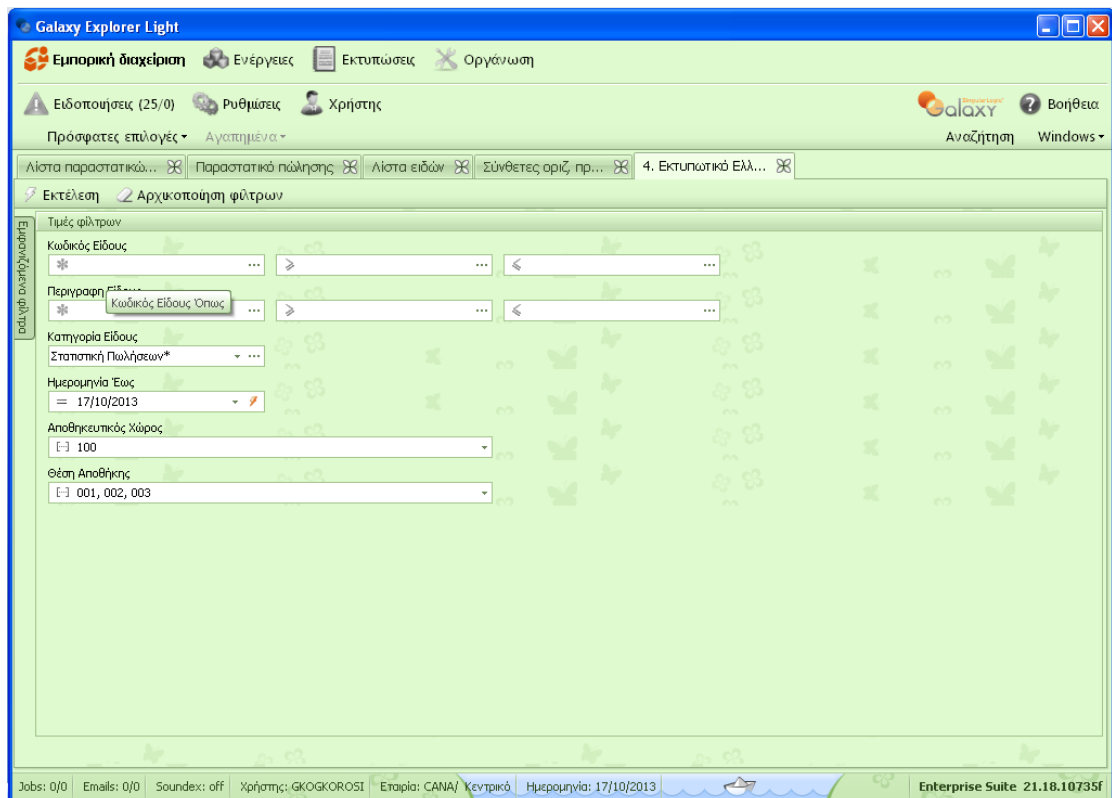 Galaxy Explorer Light
Εμπορική διαχείριση Ενέργειες Εκτυπώσεις Οργάνωση
Ειδοποιήσεις (25/0) Ρυθμίσεις Χρήστης Galaxy Βοήθεια
Πρόσφατες επιλογές Αγαπημένα Αναζήτηση Windows
Λίστα παραστατικώ... Παραστατικό πώλησης Λίστα ειδών Σύνθετες οριζ. πρ... 4. Εκτυπωτικό Ελλ...
Εκτέλεση Αρχικοποίηση φίλτρων
Εμφανιζόμενα φίλτρα
Τιμές φίλτρων
Κωδικός Είδους
Περιγραφη
Κωδικός Είδους Όπως
Κατηγορία Είδους
Στατιστική Πωλήσεων*
Ημερομηνία Έως
= 17/10/2013
Αποθηκευτικός Χώρος
100
Θέση Αποθήκης
001, 002, 003
Jobs: 0/0 Emails: 0/0 Soundex: off Χρήστης: GKOGKOROSI Εταιρία: CANA/ Κεντρικό Ημερομηνία: 17/10/2013 Enterprise Suite 21.18.10735f